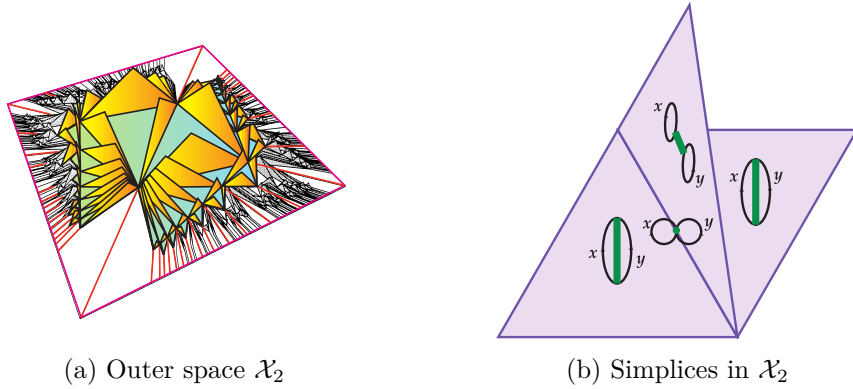 x
y
x
y
x
y
x
y
(a) Outer space 𝒳₂
(b) Simplices in 𝒳₂